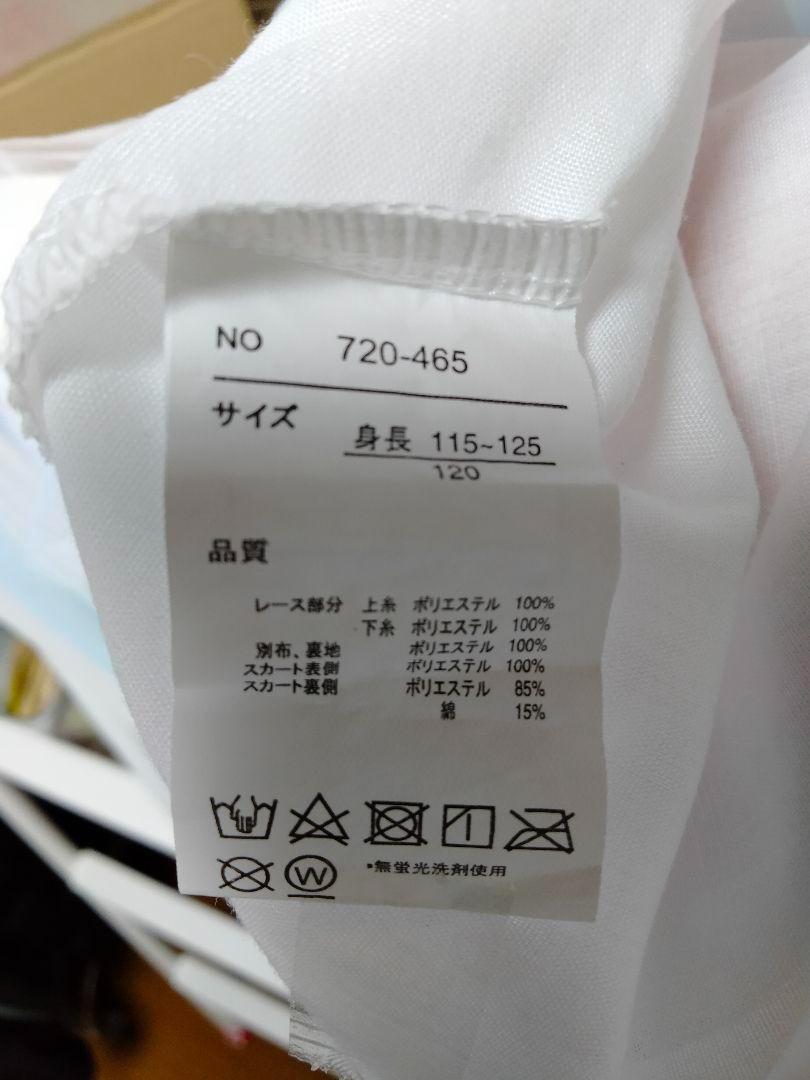 NO 720-465
サイズ
身長 115~125
120
品質
レース部分 上糸 ポリエステル 100%
下糸 ポリエステル 100%
別布、裏地 ポリエステル 100%
スカート表側 ポリエステル 100%
スカート裏側 ポリエステル 85%
綿 15%
W
*無蛍光洗剤使用